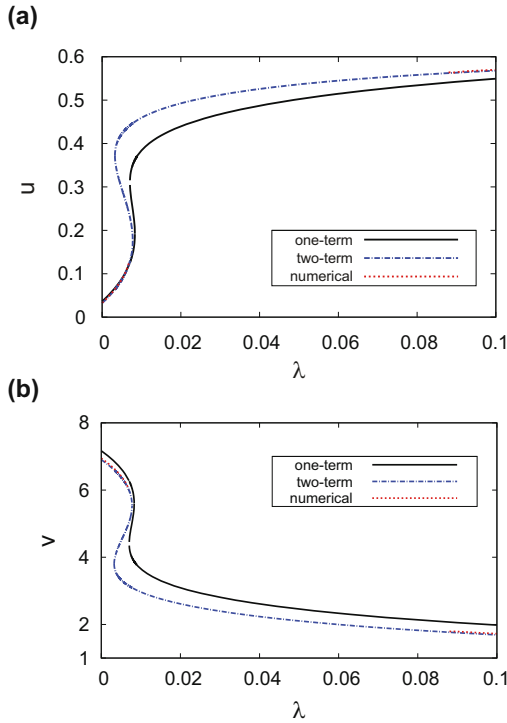 (a)
0.6
0.5
0.4
0.3
0.2
0.1
0
u
one-term
two-term
numerical
0 0.02 0.04 0.06 0.08 0.1
λ
(b)
8
6
4
2
1
v
one-term
two-term
numerical
0 0.02 0.04 0.06 0.08 0.1
λ